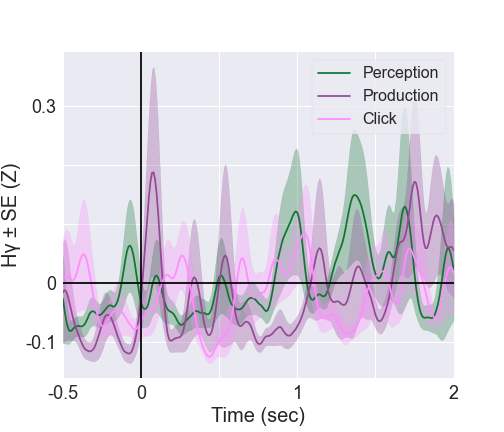 Perception
Production
Click
0.3
0
-0.1
Hγ ± SE (Z)
-0.5
0
1
2
Time (sec)